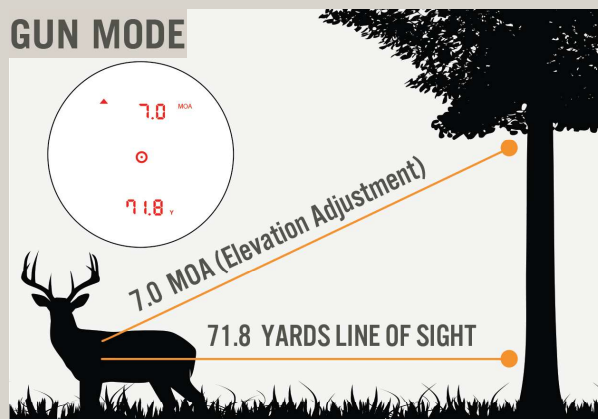 GUN MODE
7.0 MOA
71.8 Y
7.0 MOA (Elevation Adjustment)
71.8 YARDS LINE OF SIGHT